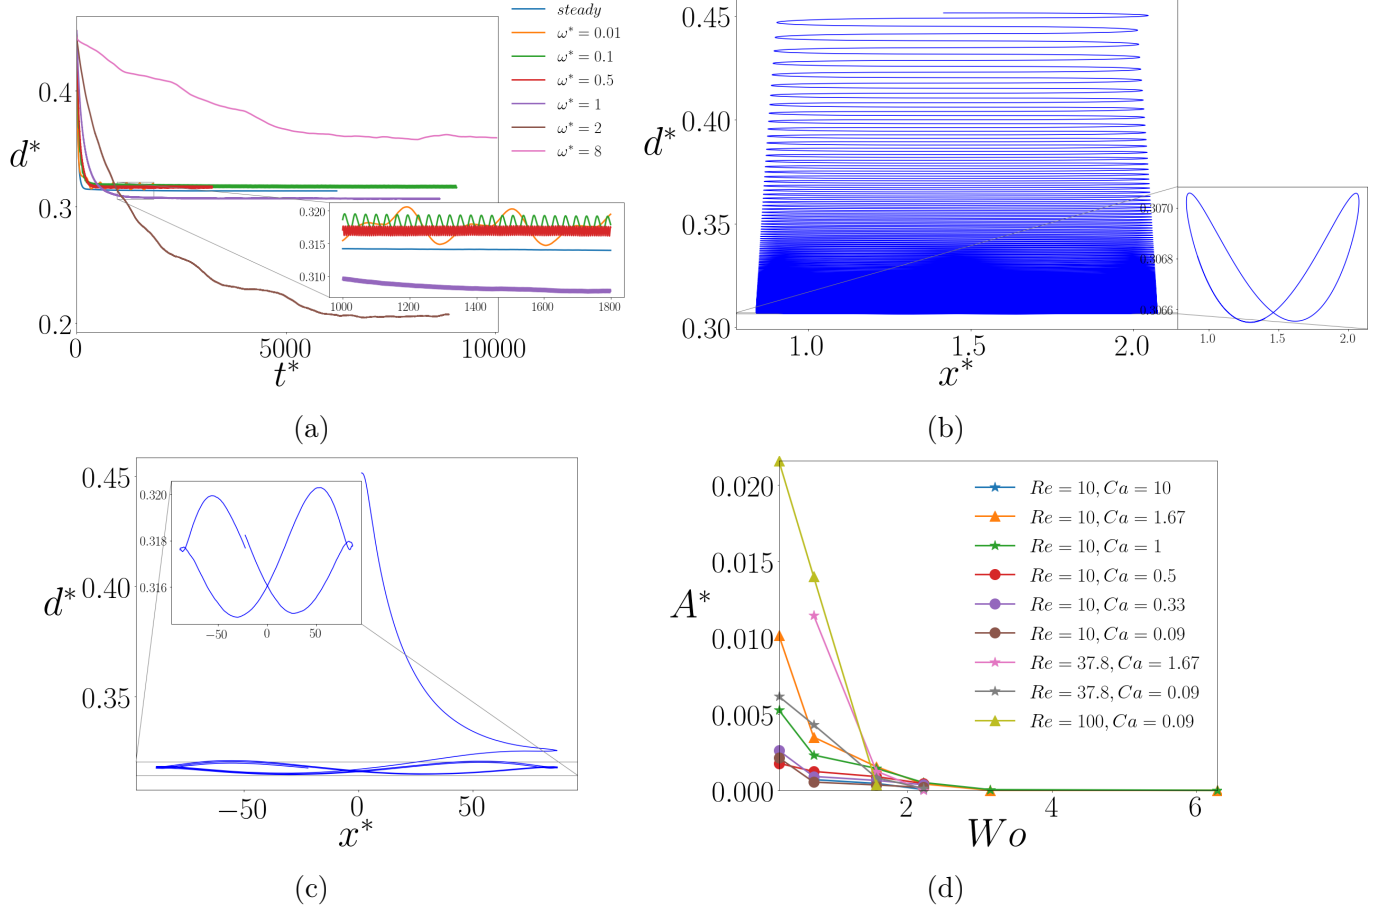 steady
ω* = 0.01
ω* = 0.1
ω* = 0.5
ω* = 1
ω* = 2
ω* = 8
0.4
0.3
0.2
d*
0 5000 10000
t*
0.320
0.315
0.310
1000 1200 1400 1600 1800
(a)
0.45
0.40
0.35
0.30
d*
1.0 1.5 2.0
x*
0.3070
0.3068
0.3066
1.0 1.5 2.0
(b)
0.45
0.40
0.35
d*
−50 0 50
x*
0.320
0.318
0.316
−50 0 50
(c)
0.020
0.015
0.010
0.005
0.000
A*
2 4 6
Wo
Re = 10, Ca = 10
Re = 10, Ca = 1.67
Re = 10, Ca = 1
Re = 10, Ca = 0.5
Re = 10, Ca = 0.33
Re = 10, Ca = 0.09
Re = 37.8, Ca = 1.67
Re = 37.8, Ca = 0.09
Re = 100, Ca = 0.09
(d)